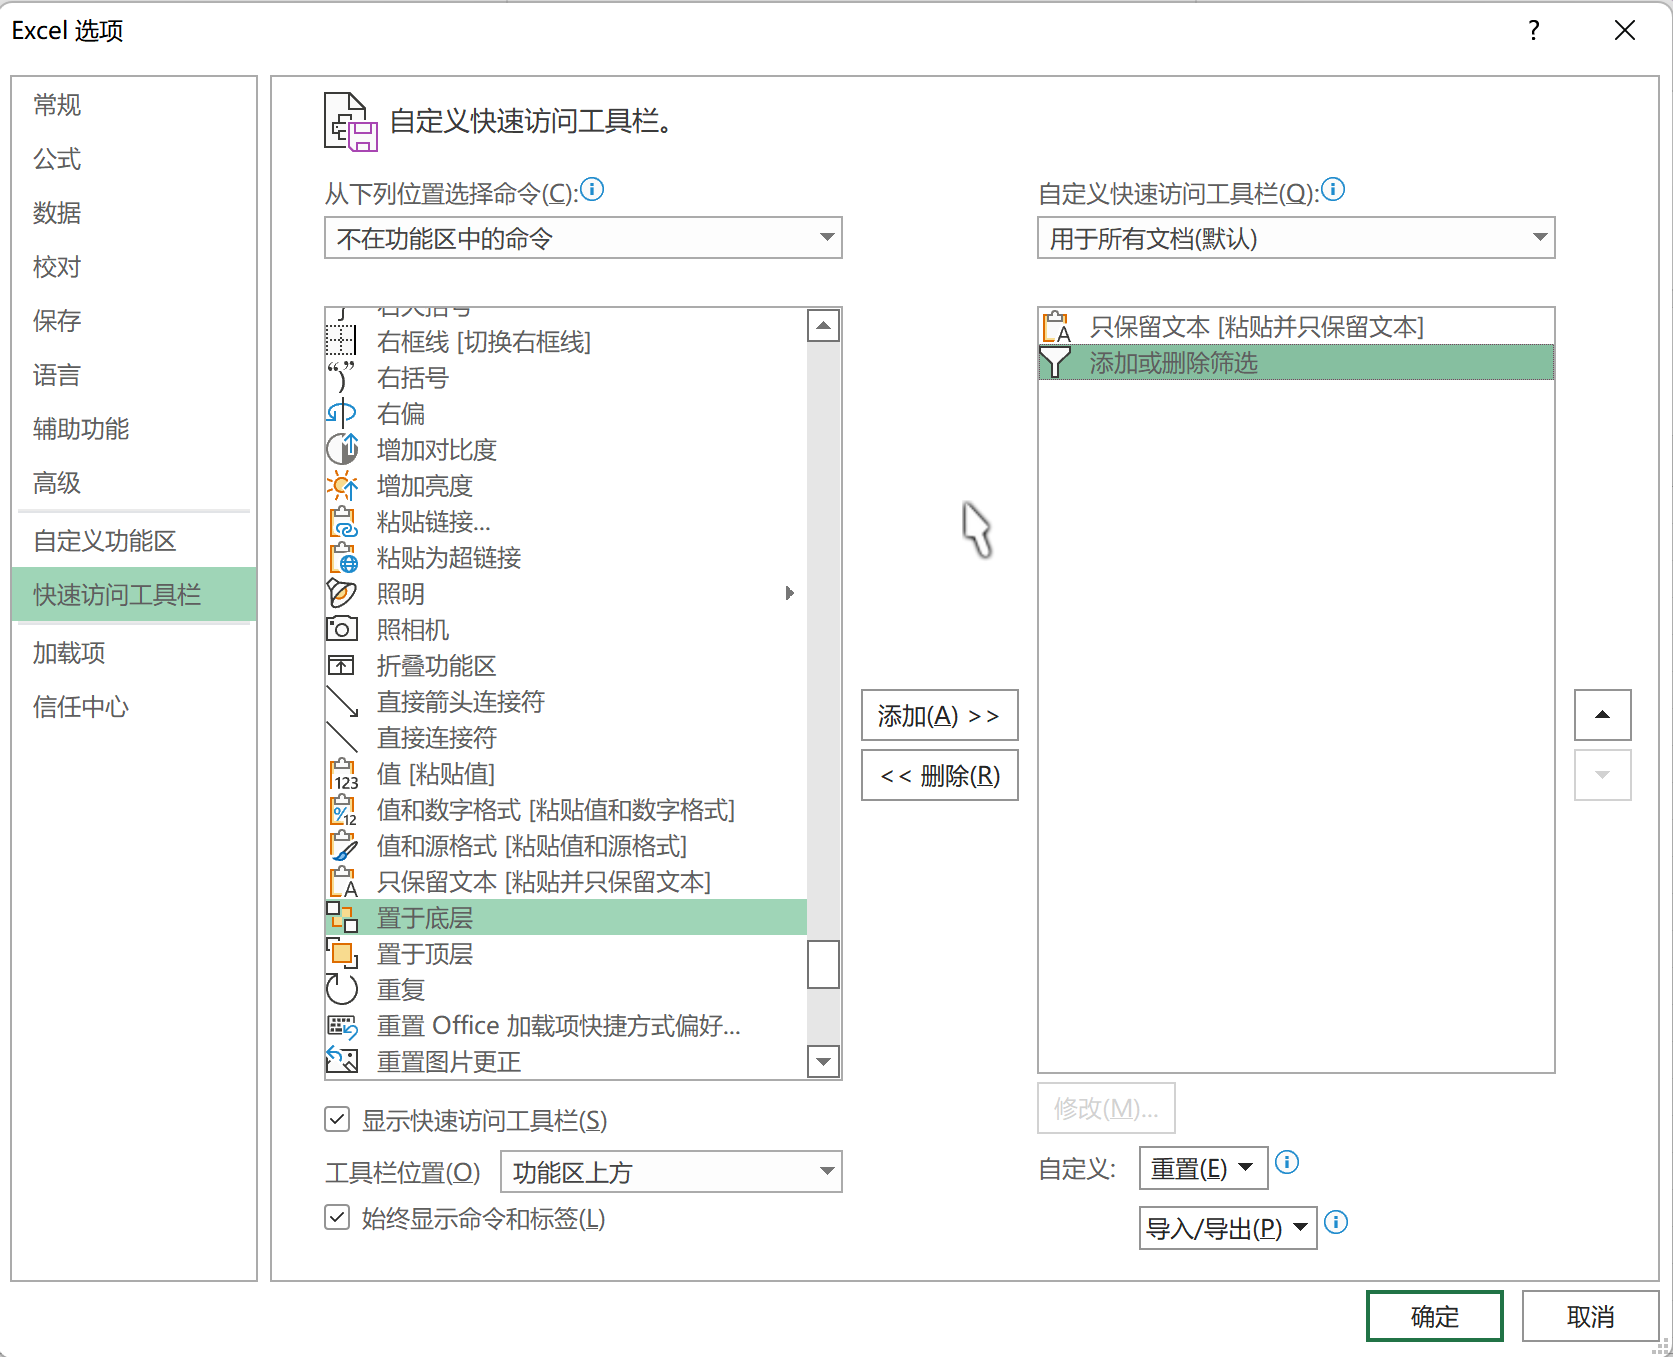 Excel 选项
?
常规
公式
数据
校对
保存
语言
辅助功能
高级
自定义功能区
快速访问工具栏
加载项
信任中心
自定义快速访问工具栏。
从下列位置选择命令(C):
不在功能区中的命令
右大括号
右框线 [切换右框线]
右括号
右偏
增加对比度
增加亮度
粘贴链接...
粘贴为超链接
照明
照相机
折叠功能区
直接箭头连接符
直接连接符
值 [粘贴值]
值和数字格式 [粘贴值和数字格式]
值和源格式 [粘贴值和源格式]
只保留文本 [粘贴并只保留文本]
置于底层
置于顶层
重复
重置 Office 加载项快捷方式偏好...
重置图片更正
显示快速访问工具栏(S)
工具栏位置(O)
功能区上方
始终显示命令和标签(L)
添加(A) >>
<< 删除(R)
自定义快速访问工具栏(Q):
用于所有文档(默认)
只保留文本 [粘贴并只保留文本]
添加或删除筛选
修改(M)...
自定义:
重置(E)
导入/导出(P)
确定
取消